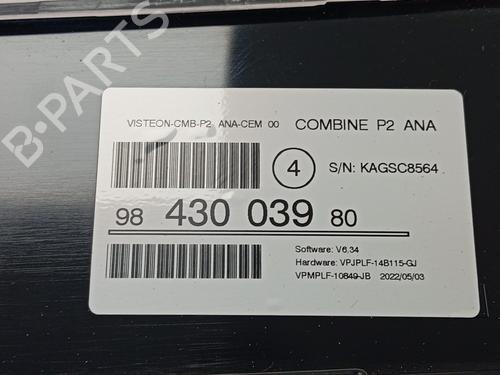 B-PARTS
VISTEON-CMB-P2 ANA-CEM 00 COMBINE P2 ANA
4 S/N: KAGSC8564
98 430 039 80
Software: V6.34
Hardware: VPJPLF-14B115-GJ
VPMPLF-10849-JB 2022/05/03